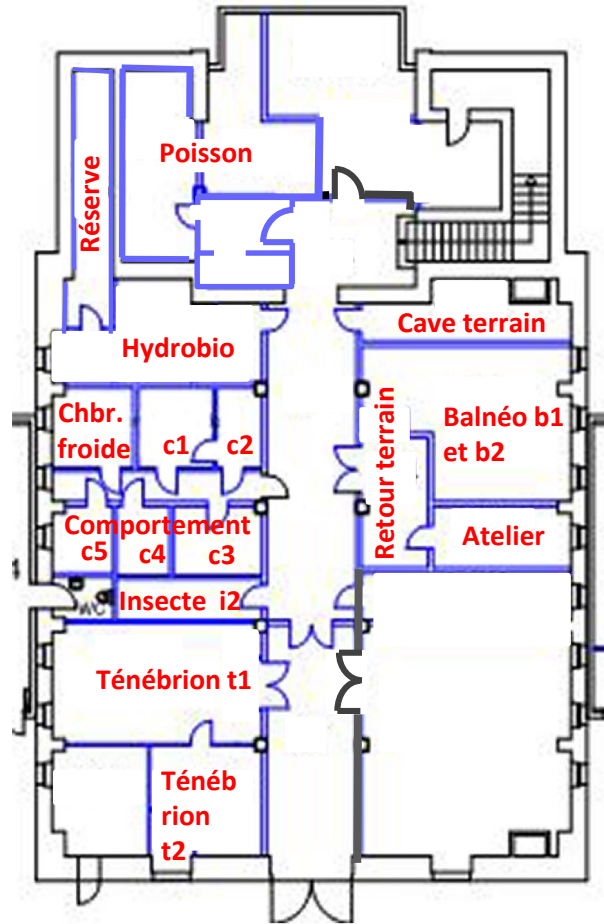 Poisson
Réserve
Hydrobio
Cave terrain
Chbr.
froide
c1
c2
Balnéo b1
et b2
Retour terrain
Comportement
c5
c4
c3
Atelier
WC
Insecte i2
Ténébrion t1
Ténéb
rion
t2